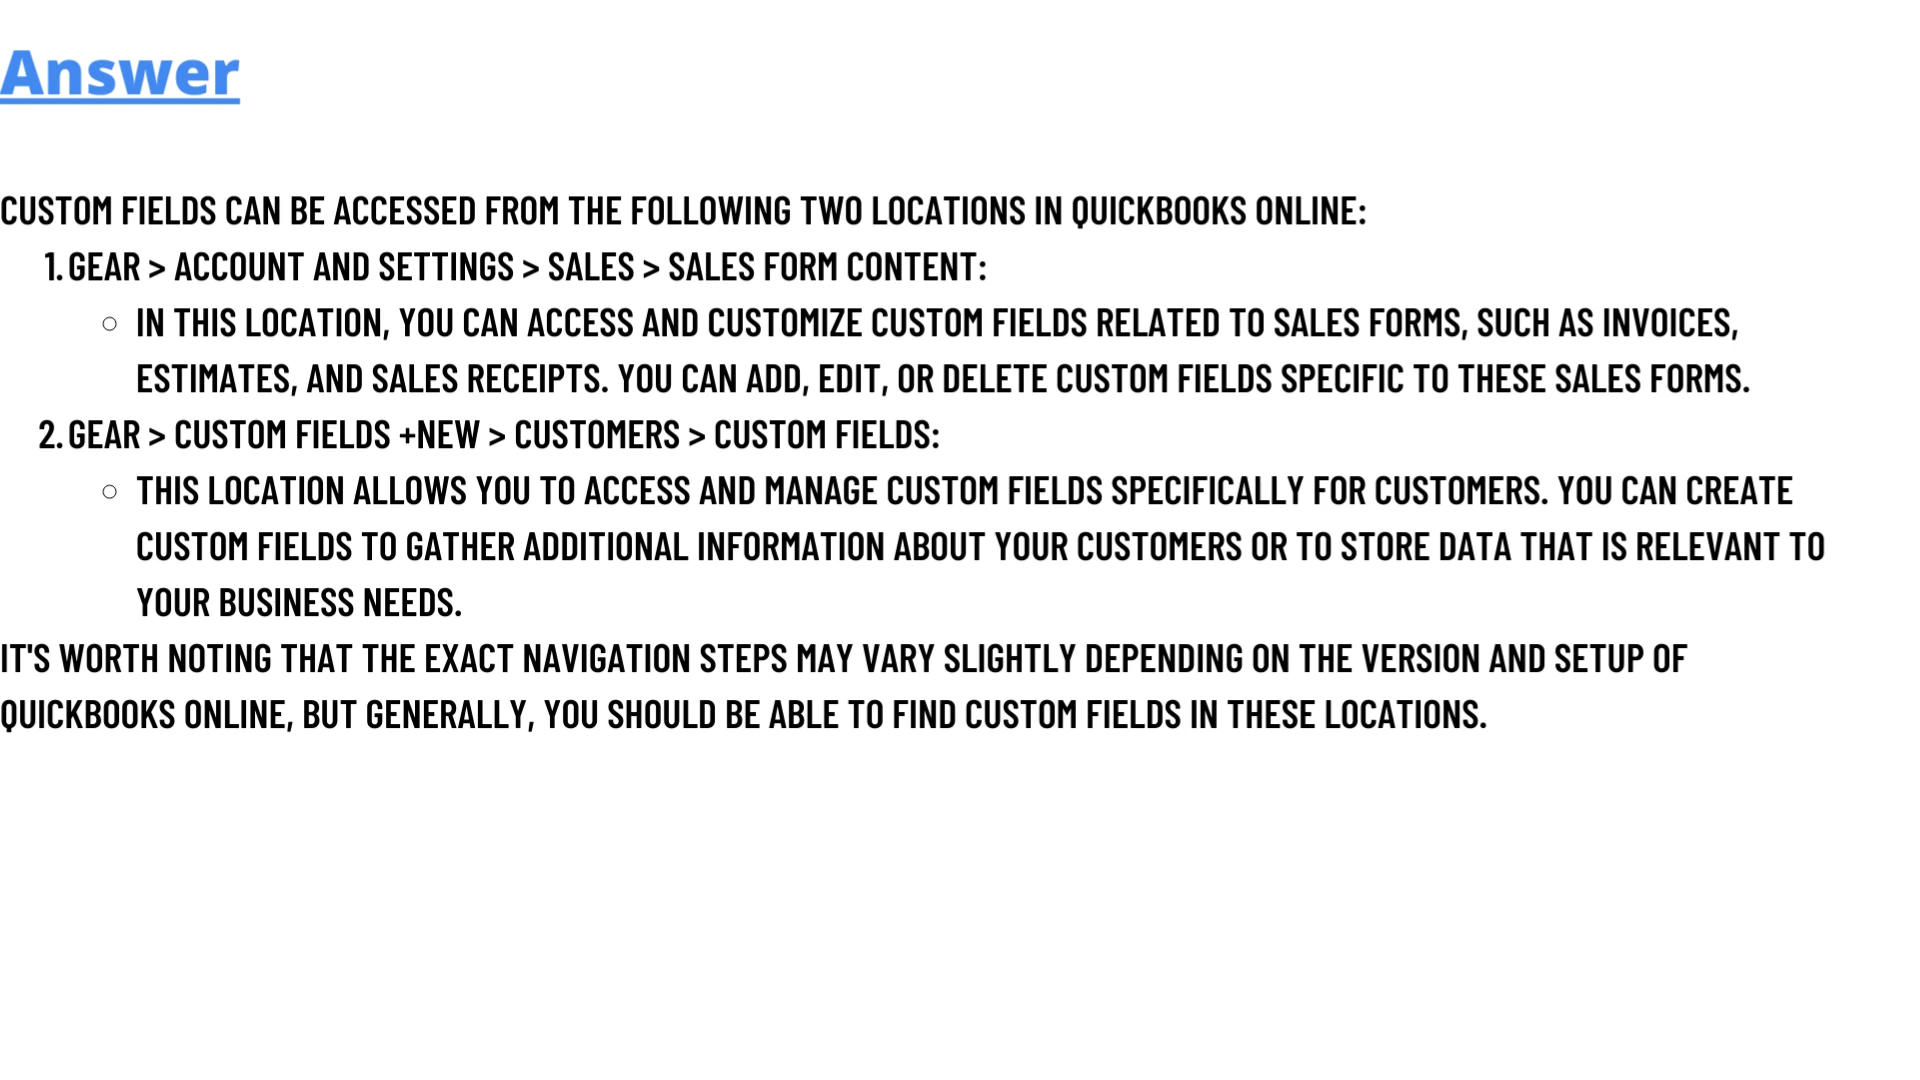 Answer
CUSTOM FIELDS CAN BE ACCESSED FROM THE FOLLOWING TWO LOCATIONS IN QUICKBOOKS ONLINE:
1. GEAR > ACCOUNT AND SETTINGS > SALES > SALES FORM CONTENT:
○ IN THIS LOCATION, YOU CAN ACCESS AND CUSTOMIZE CUSTOM FIELDS RELATED TO SALES FORMS, SUCH AS INVOICES,
ESTIMATES, AND SALES RECEIPTS. YOU CAN ADD, EDIT, OR DELETE CUSTOM FIELDS SPECIFIC TO THESE SALES FORMS.
2. GEAR > CUSTOM FIELDS +NEW > CUSTOMERS > CUSTOM FIELDS:
○ THIS LOCATION ALLOWS YOU TO ACCESS AND MANAGE CUSTOM FIELDS SPECIFICALLY FOR CUSTOMERS. YOU CAN CREATE
CUSTOM FIELDS TO GATHER ADDITIONAL INFORMATION ABOUT YOUR CUSTOMERS OR TO STORE DATA THAT IS RELEVANT TO
YOUR BUSINESS NEEDS.
IT'S WORTH NOTING THAT THE EXACT NAVIGATION STEPS MAY VARY SLIGHTLY DEPENDING ON THE VERSION AND SETUP OF
QUICKBOOKS ONLINE, BUT GENERALLY, YOU SHOULD BE ABLE TO FIND CUSTOM FIELDS IN THESE LOCATIONS.